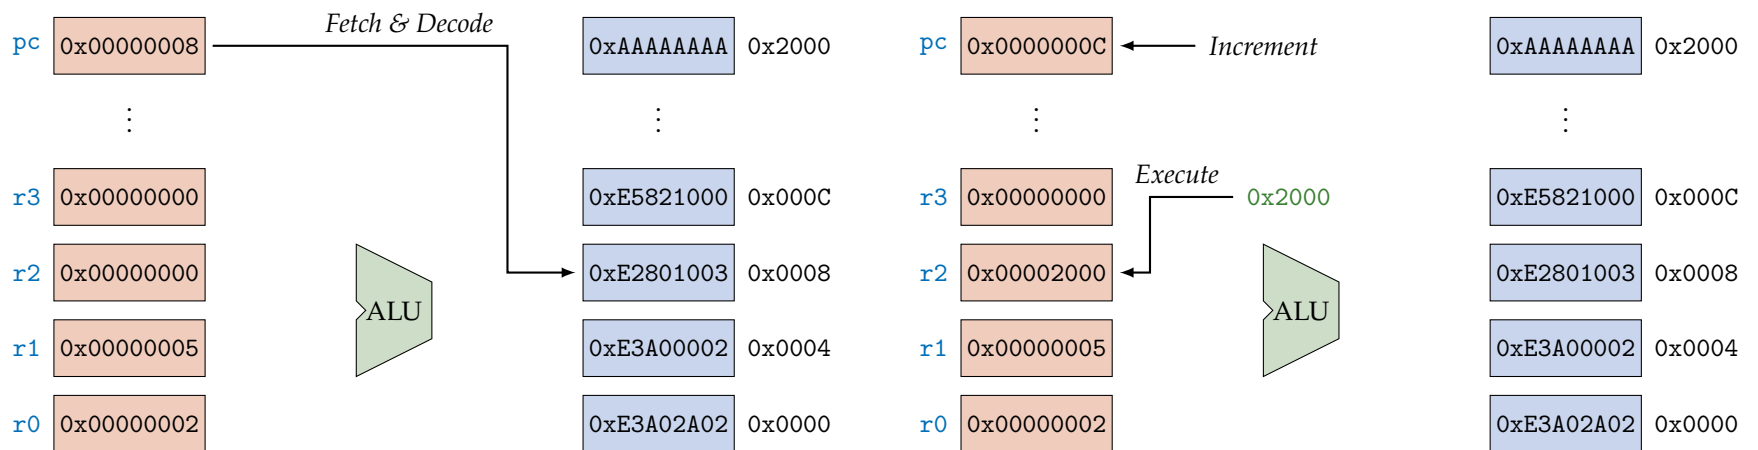 Fetch & Decode
pc 0x00000008 0xAAAAAAAA 0x2000 pc 0x0000000C Increment 0xAAAAAAAA 0x2000
⋮ ⋮ ⋮ ⋮
Execute
r3 0x00000000 0xE5821000 0x000C r3 0x00000000 0x2000 0xE5821000 0x000C
r2 0x00000000 0xE2801003 0x0008 r2 0x00002000 0xE2801003 0x0008
ALU ALU
r1 0x00000005 0xE3A00002 0x0004 r1 0x00000005 0xE3A00002 0x0004
r0 0x00000002 0xE3A02A02 0x0000 r0 0x00000002 0xE3A02A02 0x0000